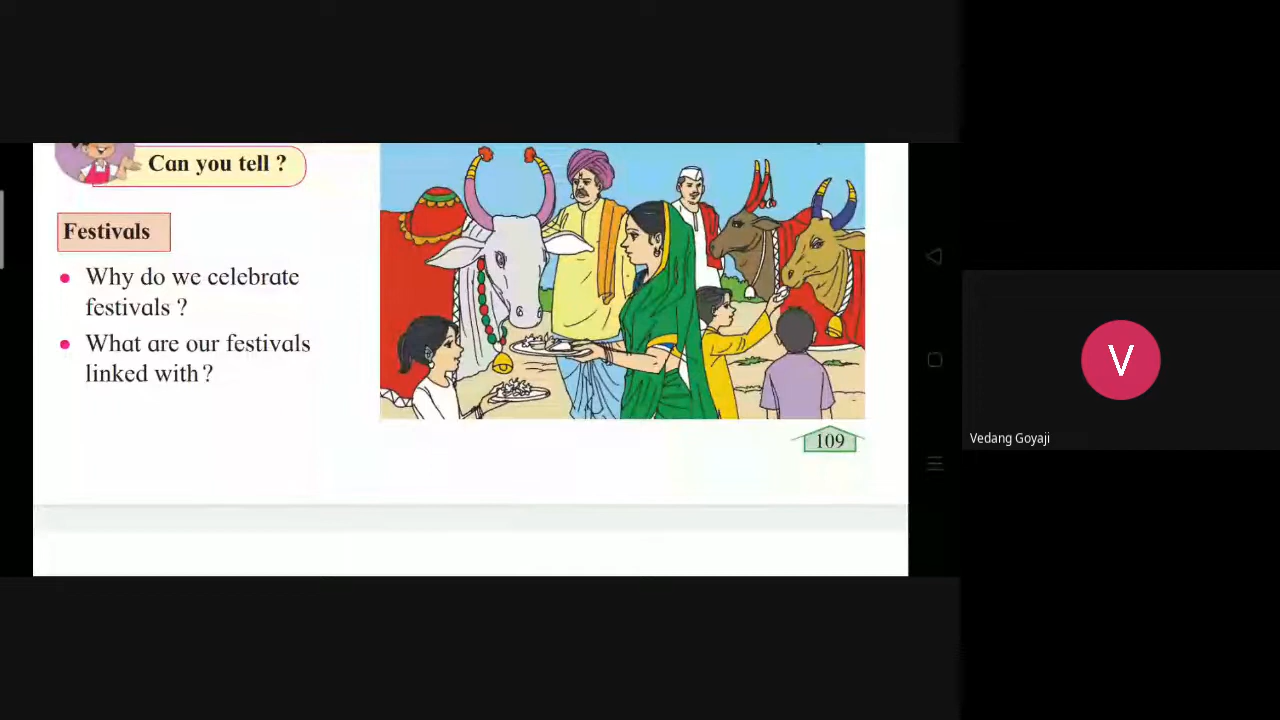 Can you tell ?
Festivals
• Why do we celebrate
festivals ?
• What are our festivals
linked with ?
109
V
Vedang Goyaji